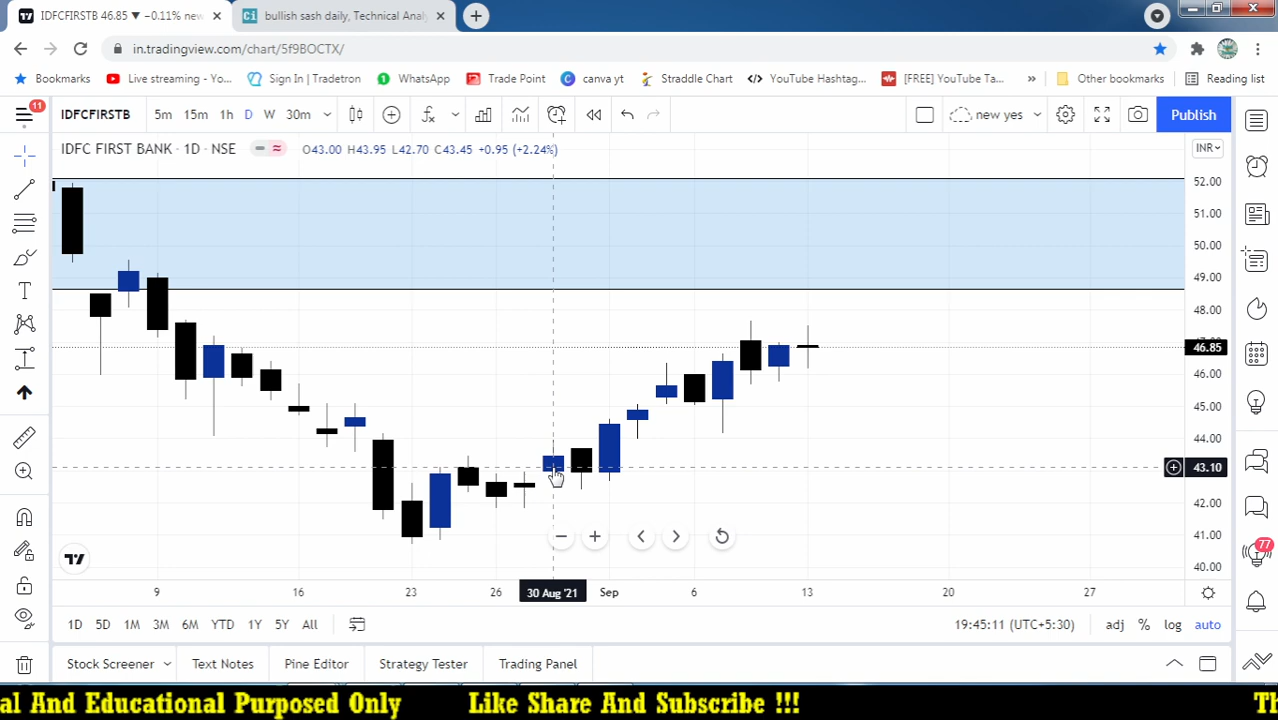 IDFCFIRSTB 46.85 ▼ −0.11% new
bullish sash daily, Technical Anal
in.tradingview.com/chart/5f9BOCTX/
Bookmarks
Live streaming - Yo...
Sign In | Tradetron
WhatsApp
Trade Point
canva yt
Straddle Chart
YouTube Hashtag...
[FREE] YouTube Ta...
»
Other bookmarks
Reading list
11
IDFCFIRSTB
5m 15m 1h D W 30m
new yes
Publish
IDFC FIRST BANK · 1D · NSE
O43.00 H43.95 L42.70 C43.45 +0.95 (+2.24%)
INR
52.00
51.00
50.00
49.00
48.00
46.85
46.00
45.00
44.00
43.10
42.00
41.00
40.00
77
9 16 23 26 30 Aug '21 Sep 6 13 20 27
1D 5D 1M 3M 6M YTD 1Y 5Y All
19:45:11 (UTC+5:30)
adj % log auto
Stock Screener
Text Notes
Pine Editor
Strategy Tester
Trading Panel
al And Educational Purposed Only
Like Share And Subscribe !!!
Th